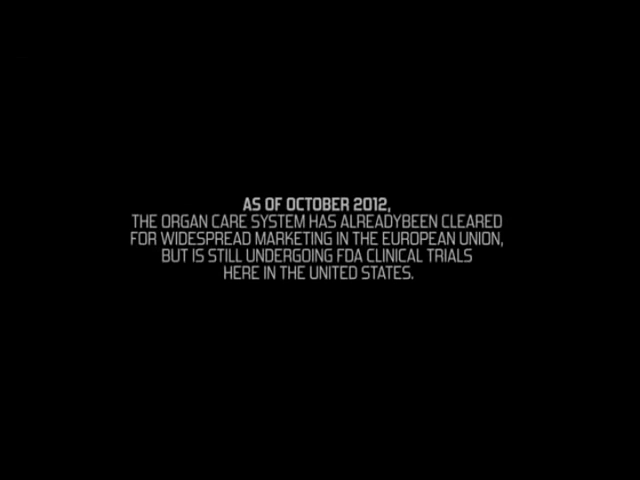 AS OF OCTOBER 2012,
THE ORGAN CARE SYSTEM HAS ALREADYBEEN CLEARED
FOR WIDESPREAD MARKETING IN THE EUROPEAN UNION,
BUT IS STILL UNDERGOING FDA CLINICAL TRIALS
HERE IN THE UNITED STATES.